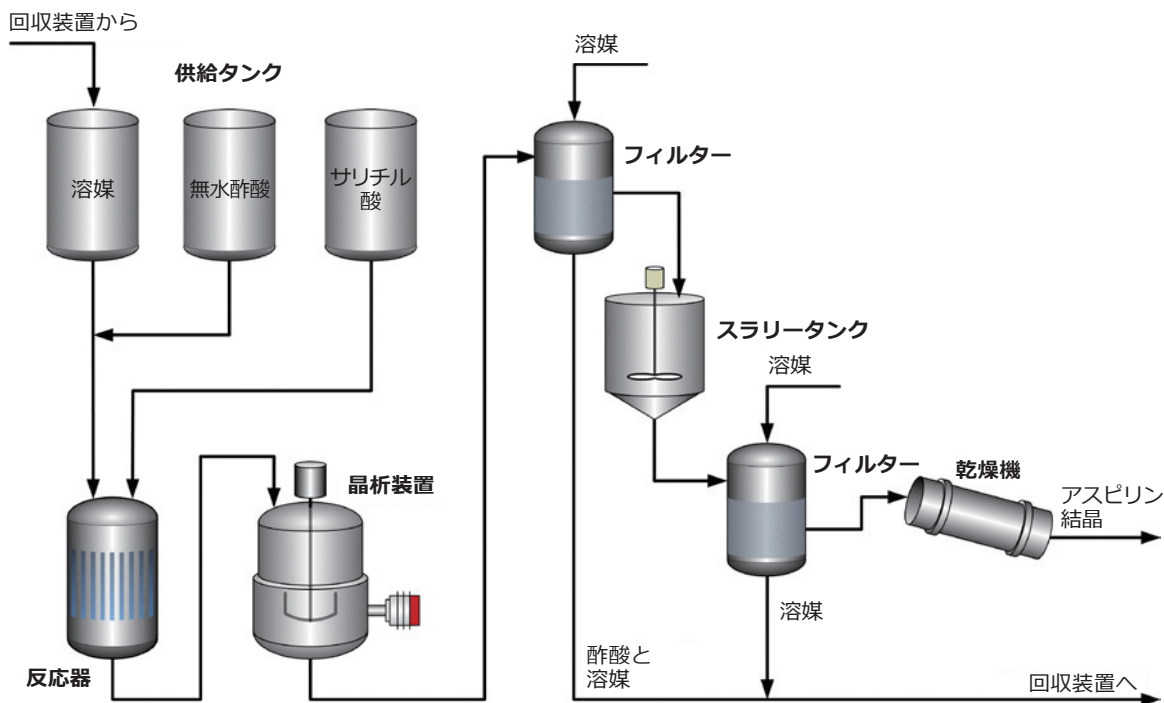 回収装置から
供給タンク
溶媒
無水酢酸
サリチル
酸
溶媒
フィルター
スラリータンク
溶媒
フィルター
乾燥機
アスピリン
結晶
晶析装置
反応器
溶媒
酢酸と
溶媒
回収装置へ